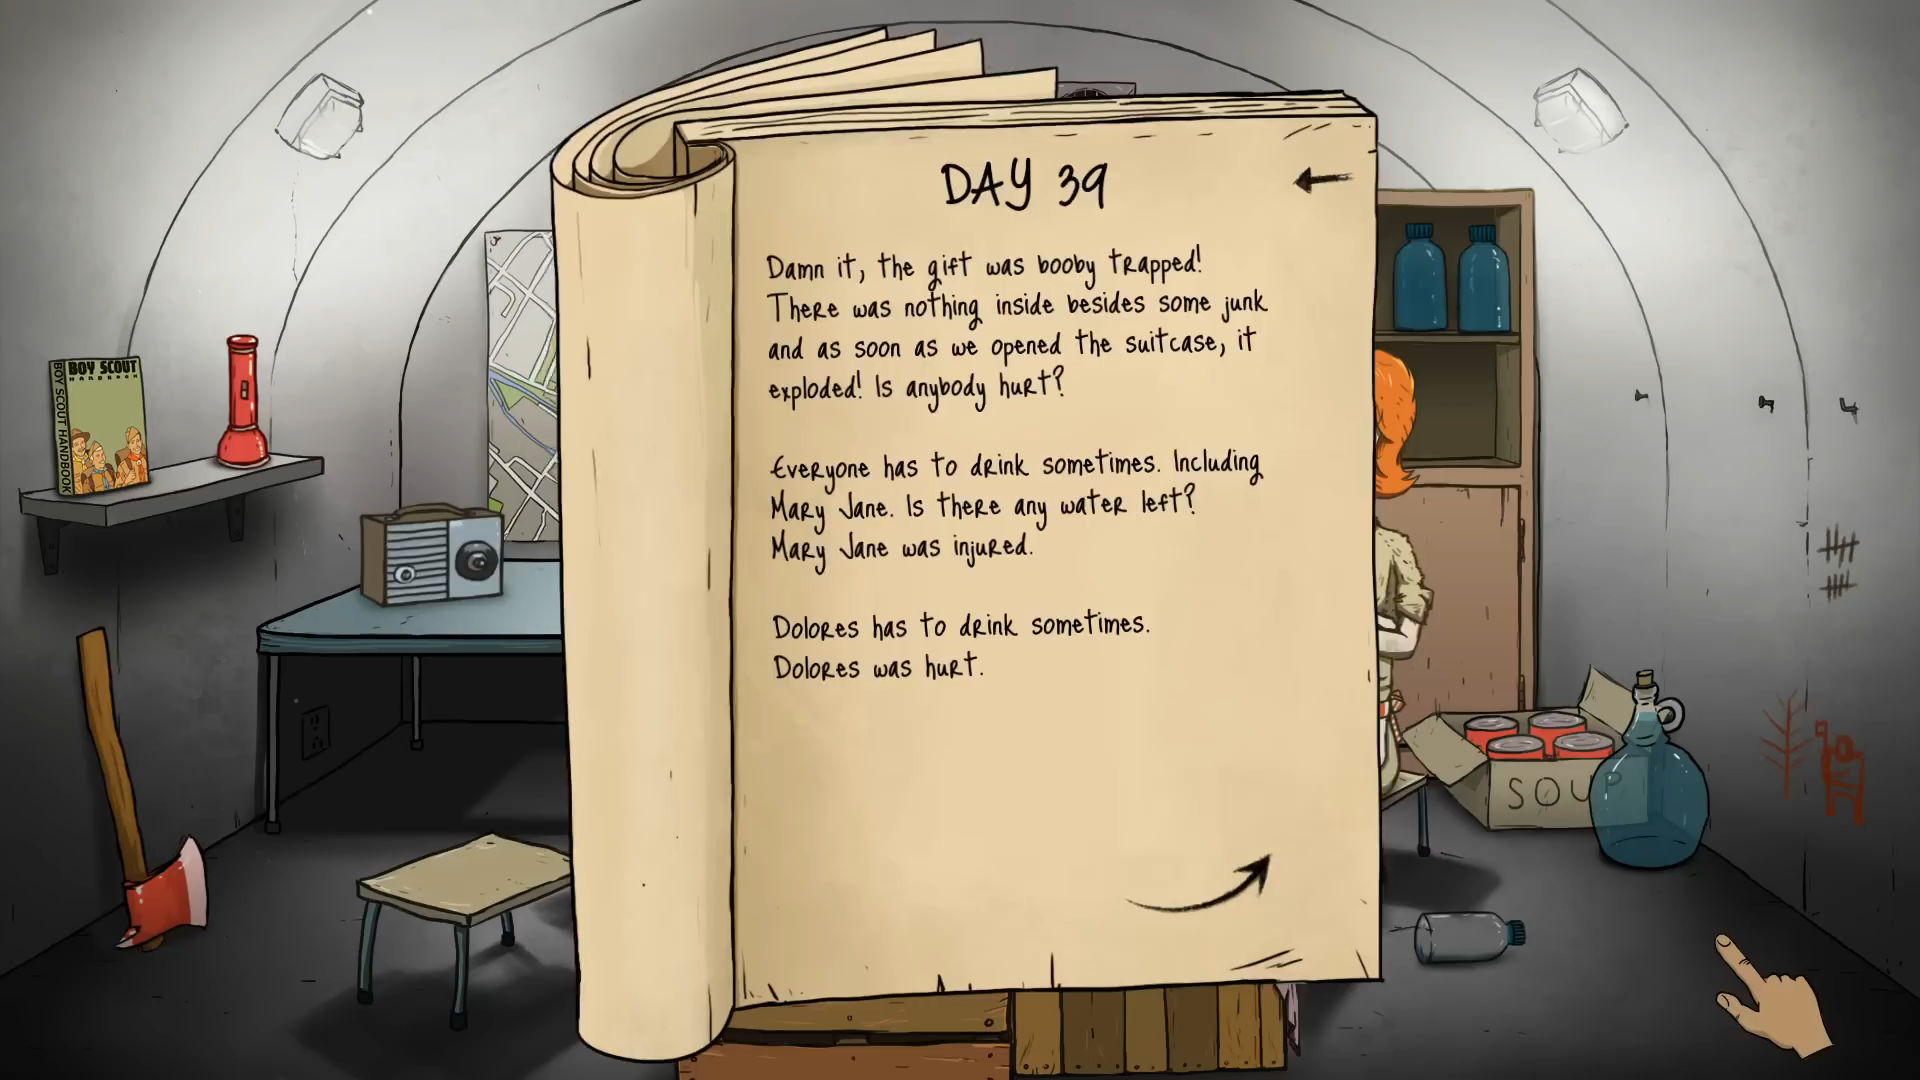 DAY 39
Damn it, the gift was booby trapped!
There was nothing inside besides some junk
and as soon as we opened the suitcase, it
exploded! Is anybody hurt?
Everyone has to drink sometimes. Including
Mary Jane. Is there any water left?
Mary Jane was injured.
Dolores has to drink sometimes.
Dolores was hurt.
BOY SCOUT
HANDBOOK
BOY SCOUT HANDBOOK
SOU